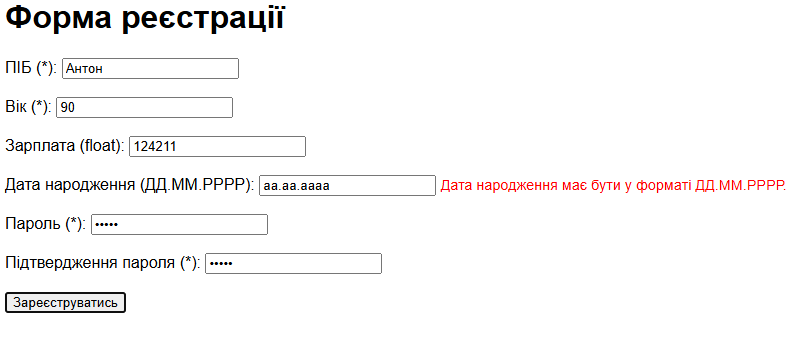 Форма реєстрації
ПІБ (*): Антон
Вік (*): 90
Зарплата (float): 124211
Дата народження (ДД.ММ.РРРР): aa.aa.aaaa Дата народження має бути у форматі ДД.ММ.РРРР.
Пароль (*): •••••
Підтвердження пароля (*): •••••
Зареєструватись